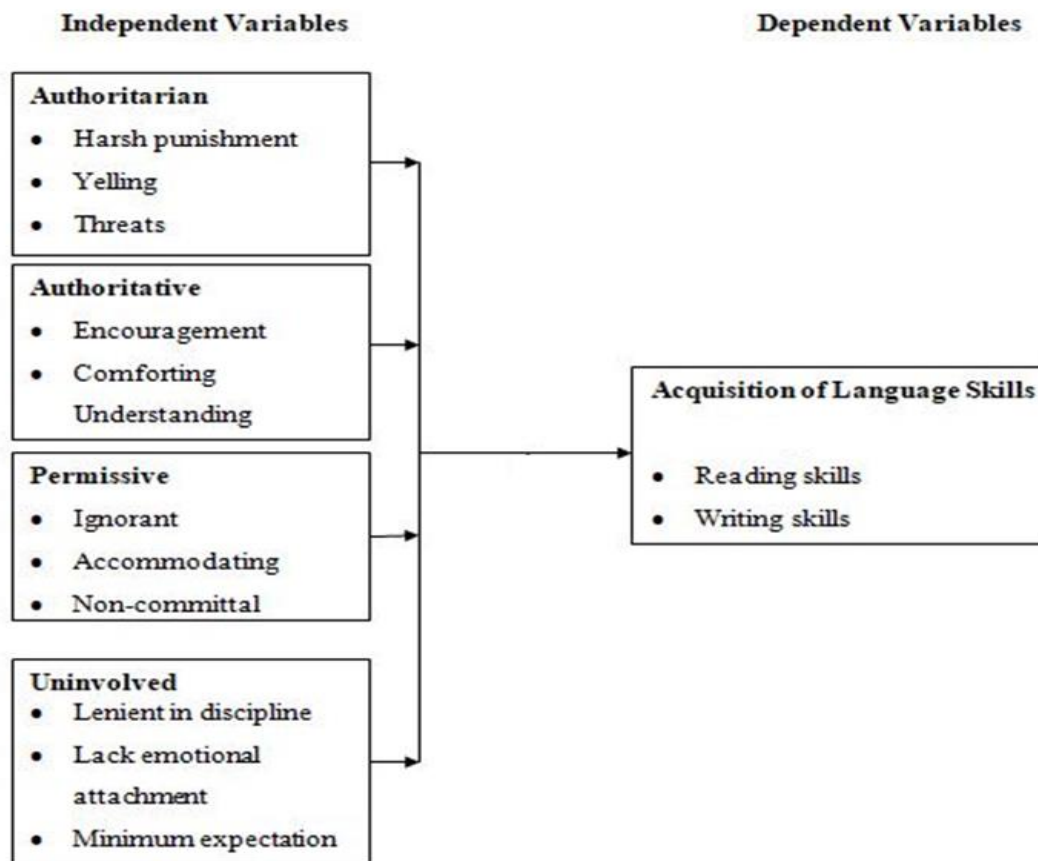 Independent Variables
Dependent Variables
Authoritarian
• Harsh punishment
• Yelling
• Threats
Authoritative
• Encouragement
• Comforting
Understanding
Permissive
• Ignorant
• Accommodating
• Non-committal
Uninvolved
• Lenient in discipline
• Lack emotional
attachment
• Minimum expectation
Acquisition of Language Skills
• Reading skills
• Writing skills